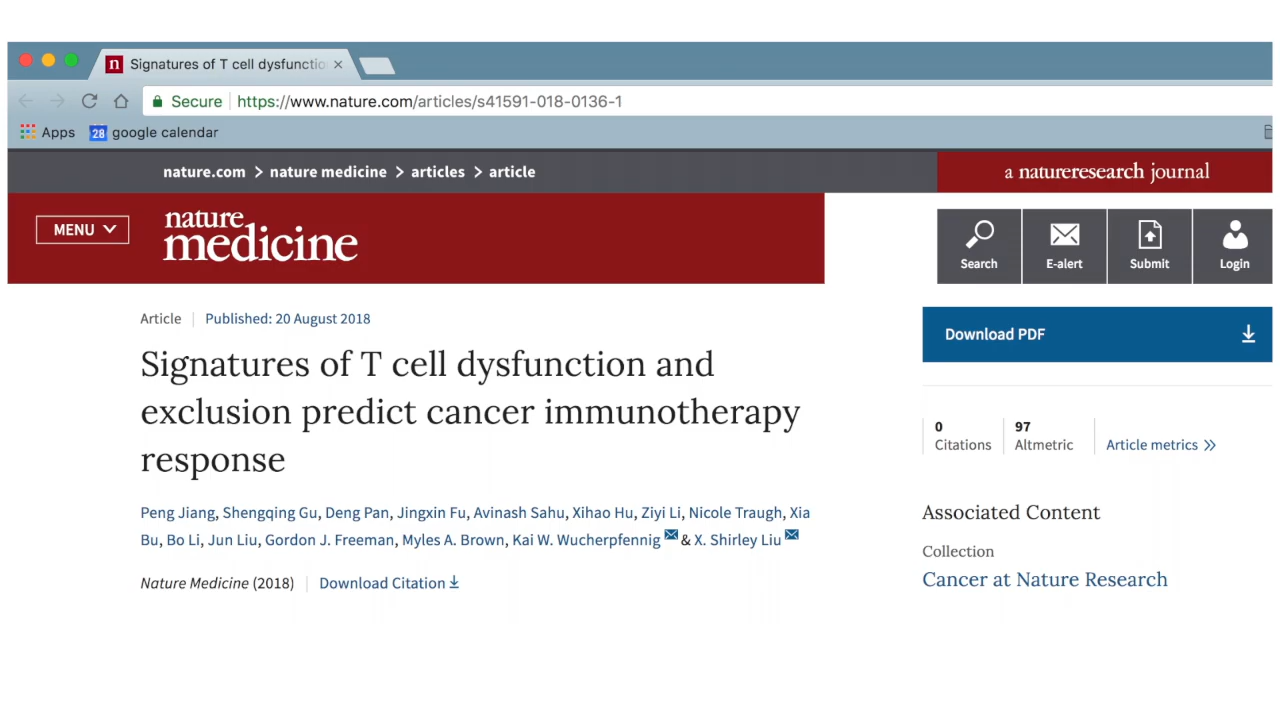 n Signatures of T cell dysfunctio ×
Secure https://www.nature.com/articles/s41591-018-0136-1
Apps 28 google calendar
nature.com > nature medicine > articles > article
a natureresearch journal
MENU
nature
medicine
Search E-alert Submit Login
Article Published: 20 August 2018
Download PDF
Signatures of T cell dysfunction and
exclusion predict cancer immunotherapy
response
0 97
Citations Altmetric Article metrics
Peng Jiang, Shengqing Gu, Deng Pan, Jingxin Fu, Avinash Sahu, Xihao Hu, Ziyi Li, Nicole Traugh, Xia
Bu, Bo Li, Jun Liu, Gordon J. Freeman, Myles A. Brown, Kai W. Wucherpfennig & X. Shirley Liu
Nature Medicine (2018) Download Citation
Associated Content
Collection
Cancer at Nature Research